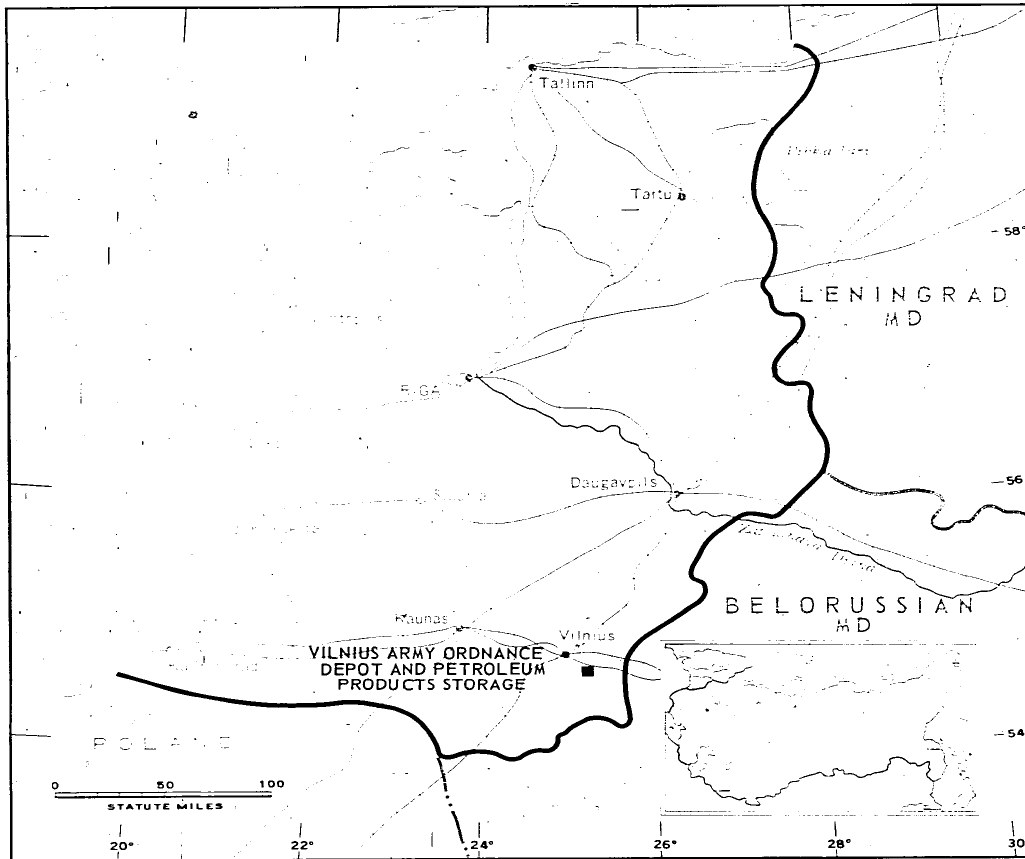 Tallinn
Tartu
58°
LENINGRAD
MD
RIGA
Daugavpils
56
BELORUSSIAN
MD
Kaunas
Vilnius
VILNIUS ARMY ORDNANCE
DEPOT AND PETROLEUM
PRODUCTS STORAGE
POLAND
54
0 50 100
STATUTE MILES
20° 22° 24° 26° 28° 30